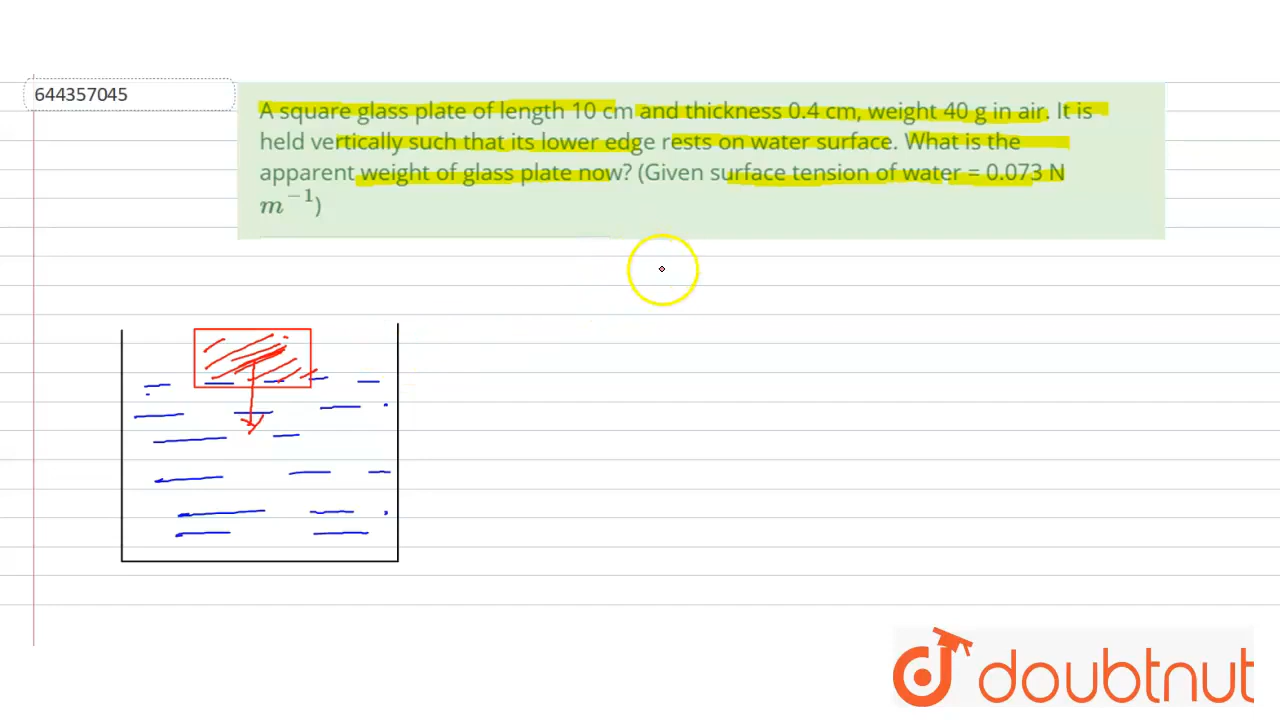 644357045
A square glass plate of length 10 cm and thickness 0.4 cm, weight 40 g in air. It is
held vertically such that its lower edge rests on water surface. What is the
apparent weight of glass plate now? (Given surface tension of water = 0.073 N
m⁻¹)
doubtnut